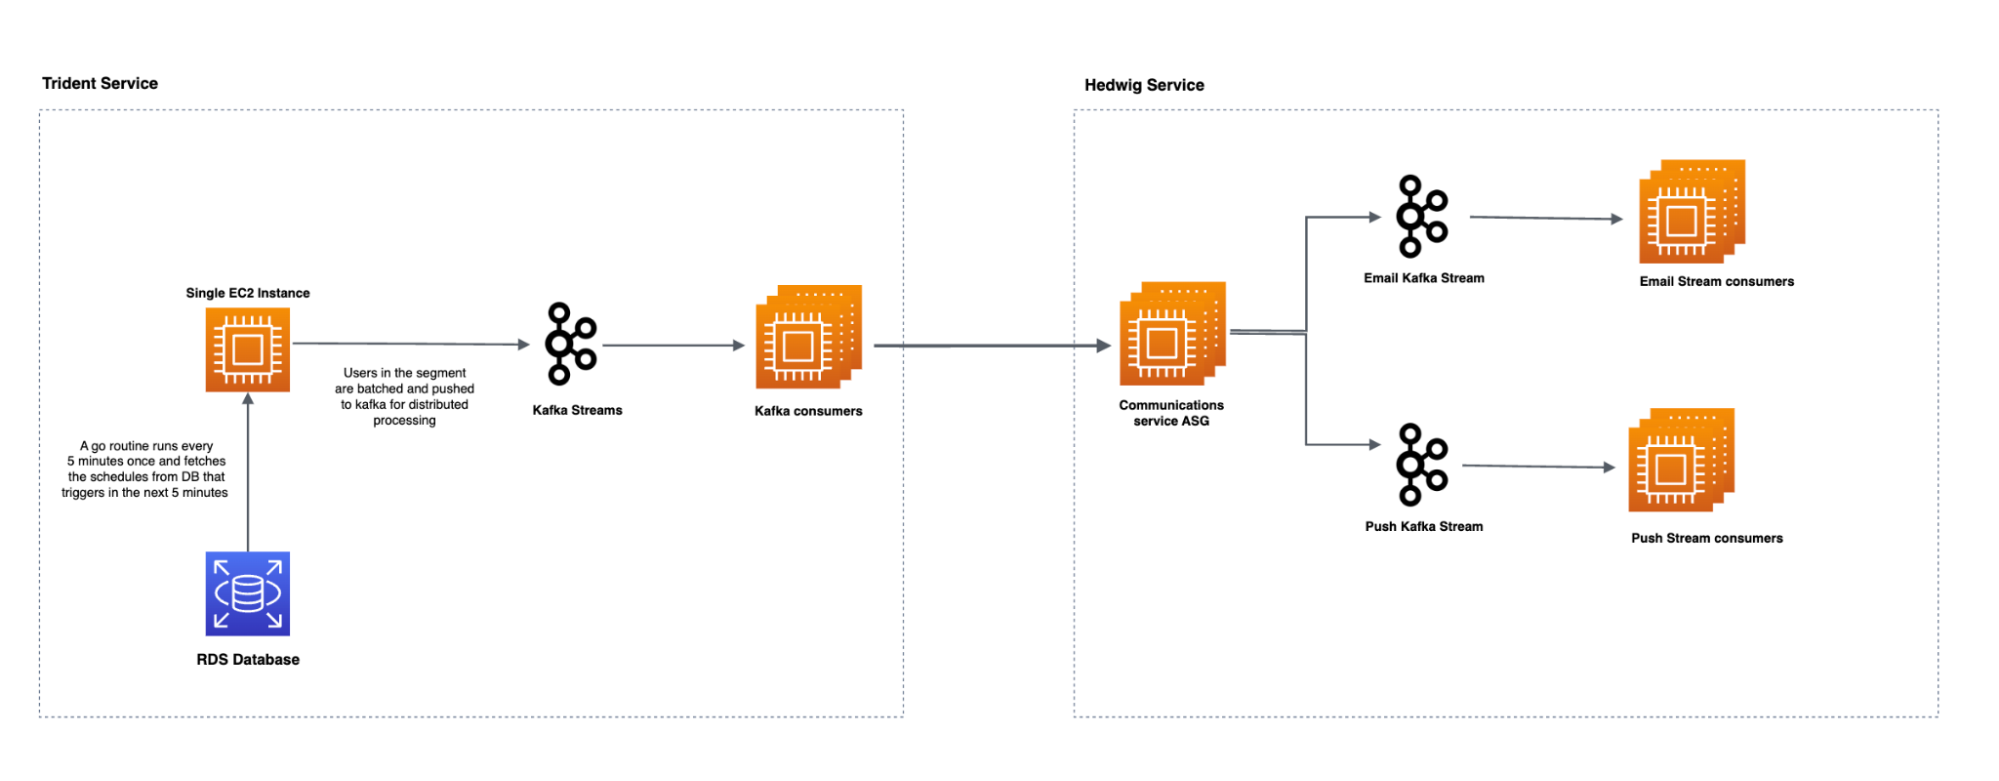 Trident Service
Single EC2 Instance
Users in the segment
are batched and pushed
to kafka for distributed
processing
A go routine runs every
5 minutes once and fetches
the schedules from DB that
triggers in the next 5 minutes
RDS Database
Kafka Streams
Kafka consumers
Hedwig Service
Communications
service ASG
Email Kafka Stream
Email Stream consumers
Push Kafka Stream
Push Stream consumers